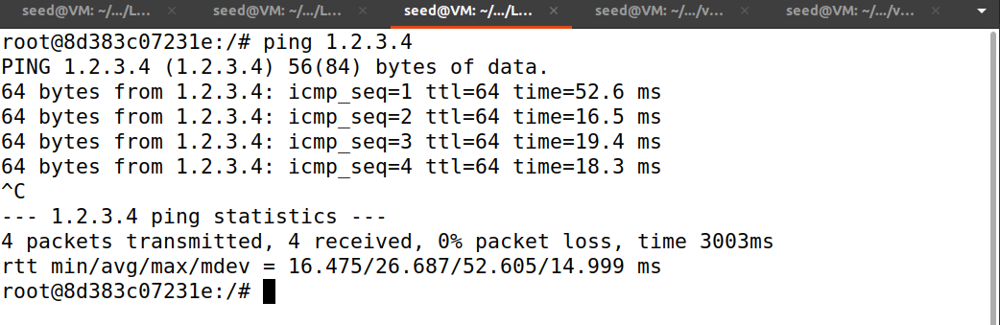 seed@VM: ~/.../L... × seed@VM: ~/.../L... × seed@VM: ~/.../L... × seed@VM: ~/.../v... × seed@VM: ~/.../v... ×
root@8d383c07231e:/# ping 1.2.3.4
PING 1.2.3.4 (1.2.3.4) 56(84) bytes of data.
64 bytes from 1.2.3.4: icmp_seq=1 ttl=64 time=52.6 ms
64 bytes from 1.2.3.4: icmp_seq=2 ttl=64 time=16.5 ms
64 bytes from 1.2.3.4: icmp_seq=3 ttl=64 time=19.4 ms
64 bytes from 1.2.3.4: icmp_seq=4 ttl=64 time=18.3 ms
^C
--- 1.2.3.4 ping statistics ---
4 packets transmitted, 4 received, 0% packet loss, time 3003ms
rtt min/avg/max/mdev = 16.475/26.687/52.605/14.999 ms
root@8d383c07231e:/#